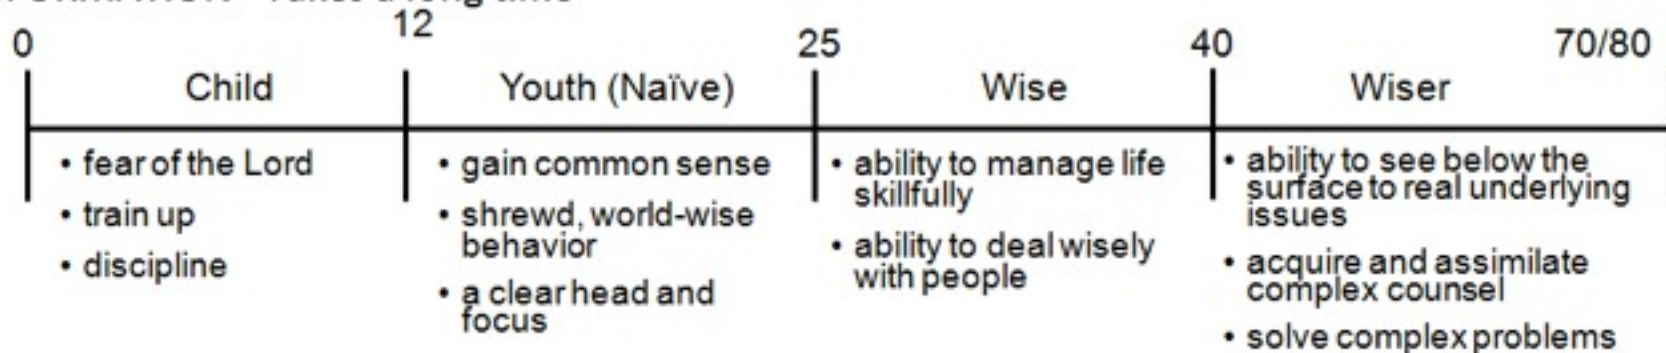 0
12
25
40
70/80
Child
Youth (Naïve)
Wise
Wiser
• fear of the Lord
• train up
• discipline
• gain common sense
• shrewd, world-wise
behavior
• a clear head and
focus
• ability to manage life
skillfully
• ability to deal wisely
with people
• ability to see below the
surface to real underlying
issues
• acquire and assimilate
complex counsel
• solve complex problems